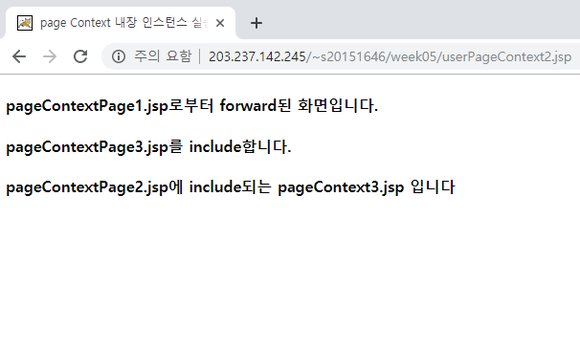 page Context 내장 인스턴스 실습
주의 요함 203.237.142.245/~s20151646/week05/userPageContext2.jsp
pageContextPage1.jsp로부터 forward된 화면입니다.
pageContextPage3.jsp를 include합니다.
pageContextPage2.jsp에 include되는 pageContext3.jsp 입니다